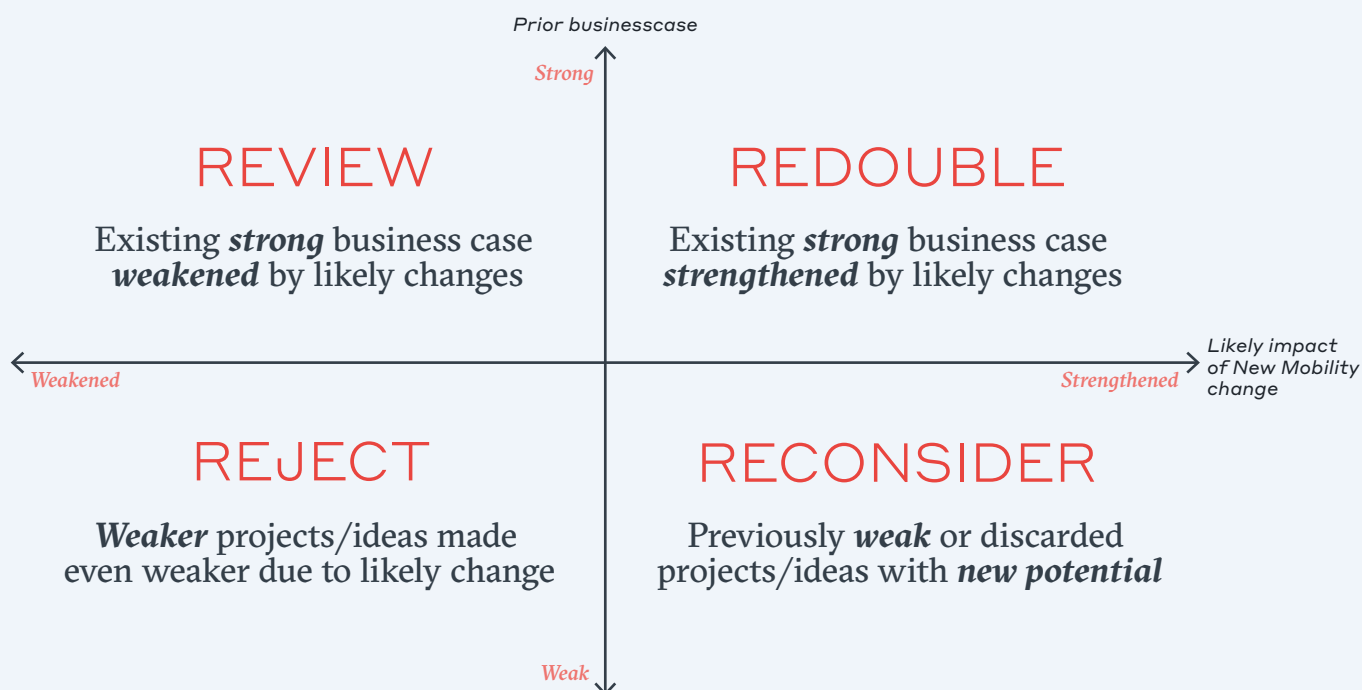 Prior businesscase
Strong
REVIEW
Existing strong business case
weakened by likely changes
REDOUBLE
Existing strong business case
strengthened by likely changes
Weakened
Strengthened
Likely impact
of New Mobility
change
REJECT
Weaker projects/ideas made
even weaker due to likely change
RECONSIDER
Previously weak or discarded
projects/ideas with new potential
Weak